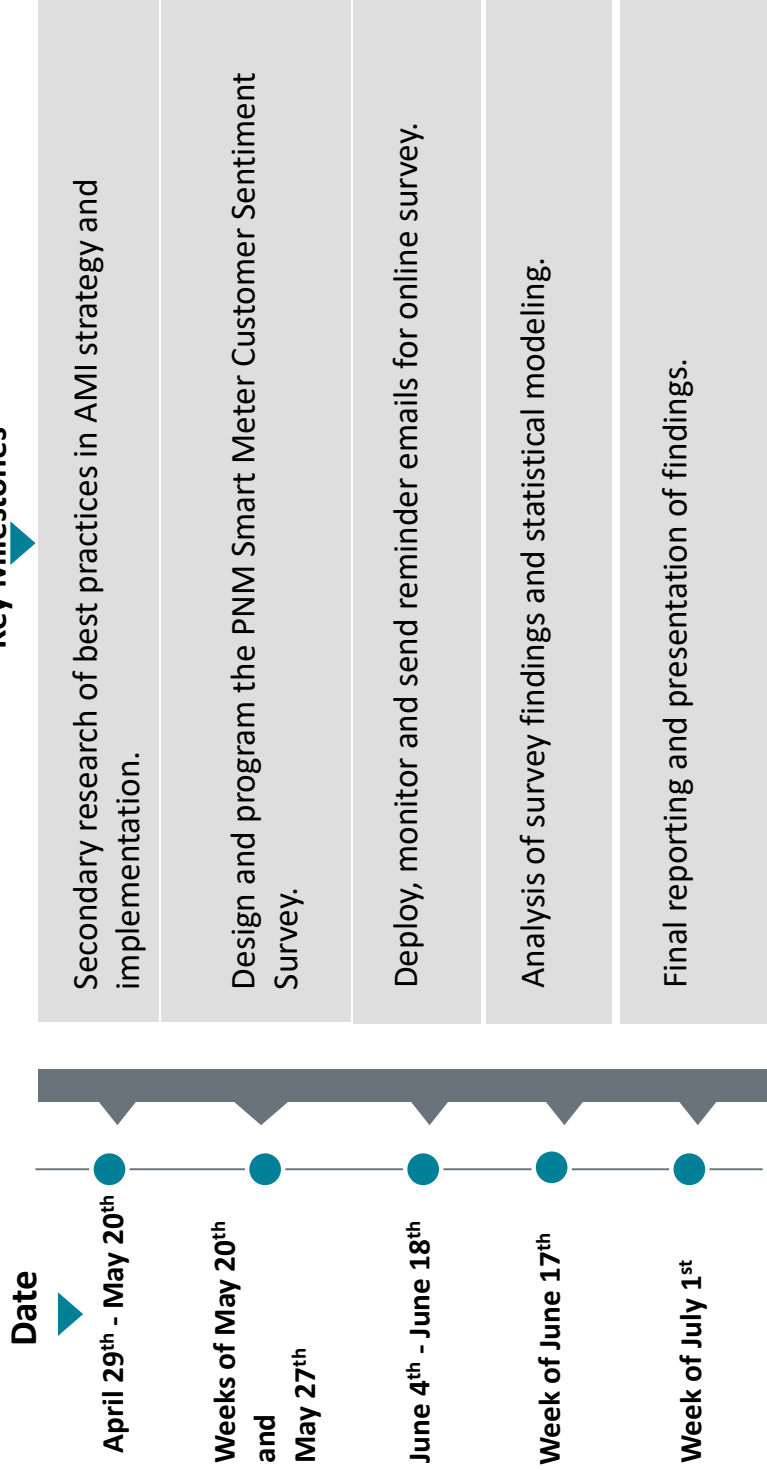 Date
Key Milestones
April 29th - May 20th
Secondary research of best practices in AMI strategy and
implementation.
Weeks of May 20th
and
May 27th
Design and program the PNM Smart Meter Customer Sentiment
Survey.
June 4th - June 18th
Deploy, monitor and send reminder emails for online survey.
Week of June 17th
Analysis of survey findings and statistical modeling.
Week of July 1st
Final reporting and presentation of findings.